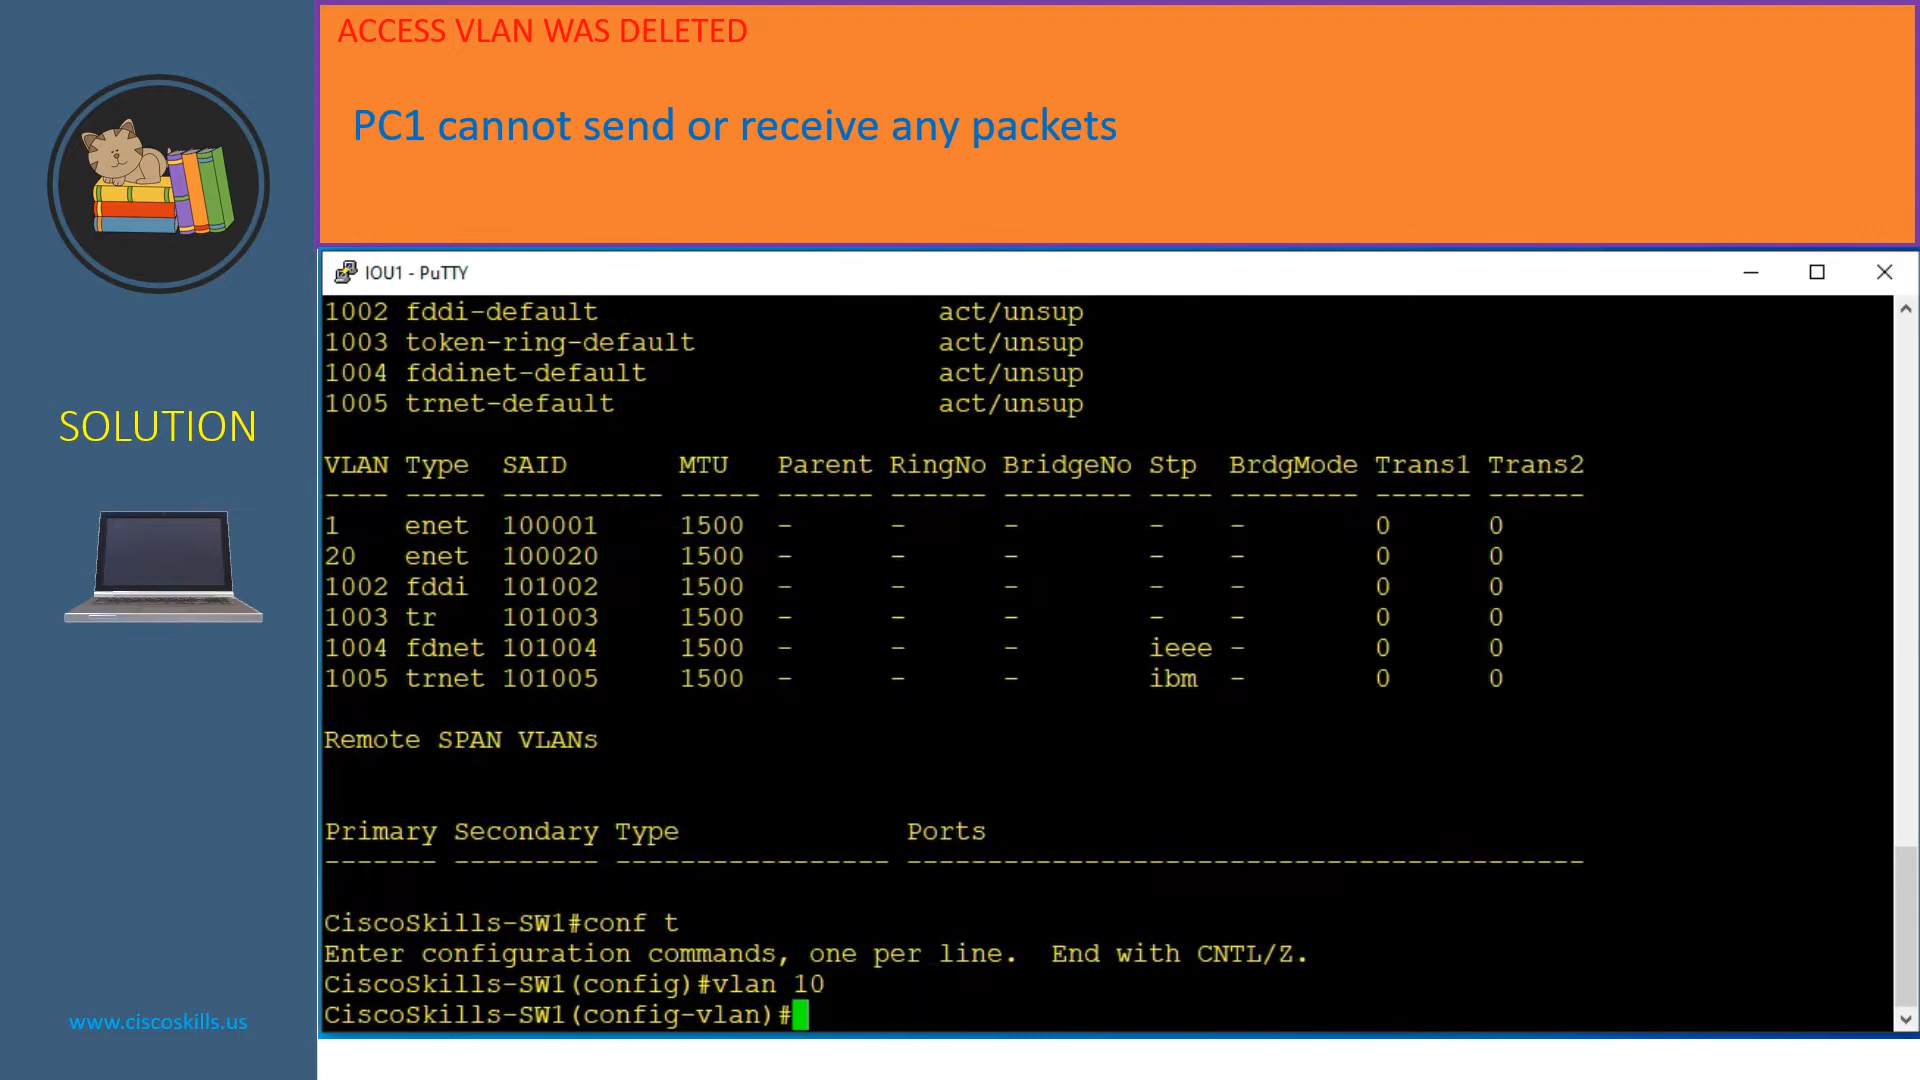 ACCESS VLAN WAS DELETED
PC1 cannot send or receive any packets
SOLUTION
www.ciscoskills.us
IOU1 - PuTTY
1002 fddi-default                     act/unsup
1003 token-ring-default               act/unsup
1004 fddinet-default                  act/unsup
1005 trnet-default                    act/unsup
VLAN Type  SAID       MTU   Parent RingNo BridgeNo Stp  BrdgMode Trans1 Trans2
---- ----- ---------- ----- ------ ------ -------- ---- -------- ------ ------
1    enet  100001     1500  -      -      -        -    -        0      0
20   enet  100020     1500  -      -      -        -    -        0      0
1002 fddi  101002     1500  -      -      -        -    -        0      0
1003 tr    101003     1500  -      -      -        -    -        0      0
1004 fdnet 101004     1500  -      -      -        ieee -        0      0
1005 trnet 101005     1500  -      -      -        ibm  -        0      0
Remote SPAN VLANs
Primary Secondary Type              Ports
------- --------- ----------------- ------------------------------------------
CiscoSkills-SW1#conf t
Enter configuration commands, one per line.  End with CNTL/Z.
CiscoSkills-SW1(config)#vlan 10
CiscoSkills-SW1(config-vlan)#